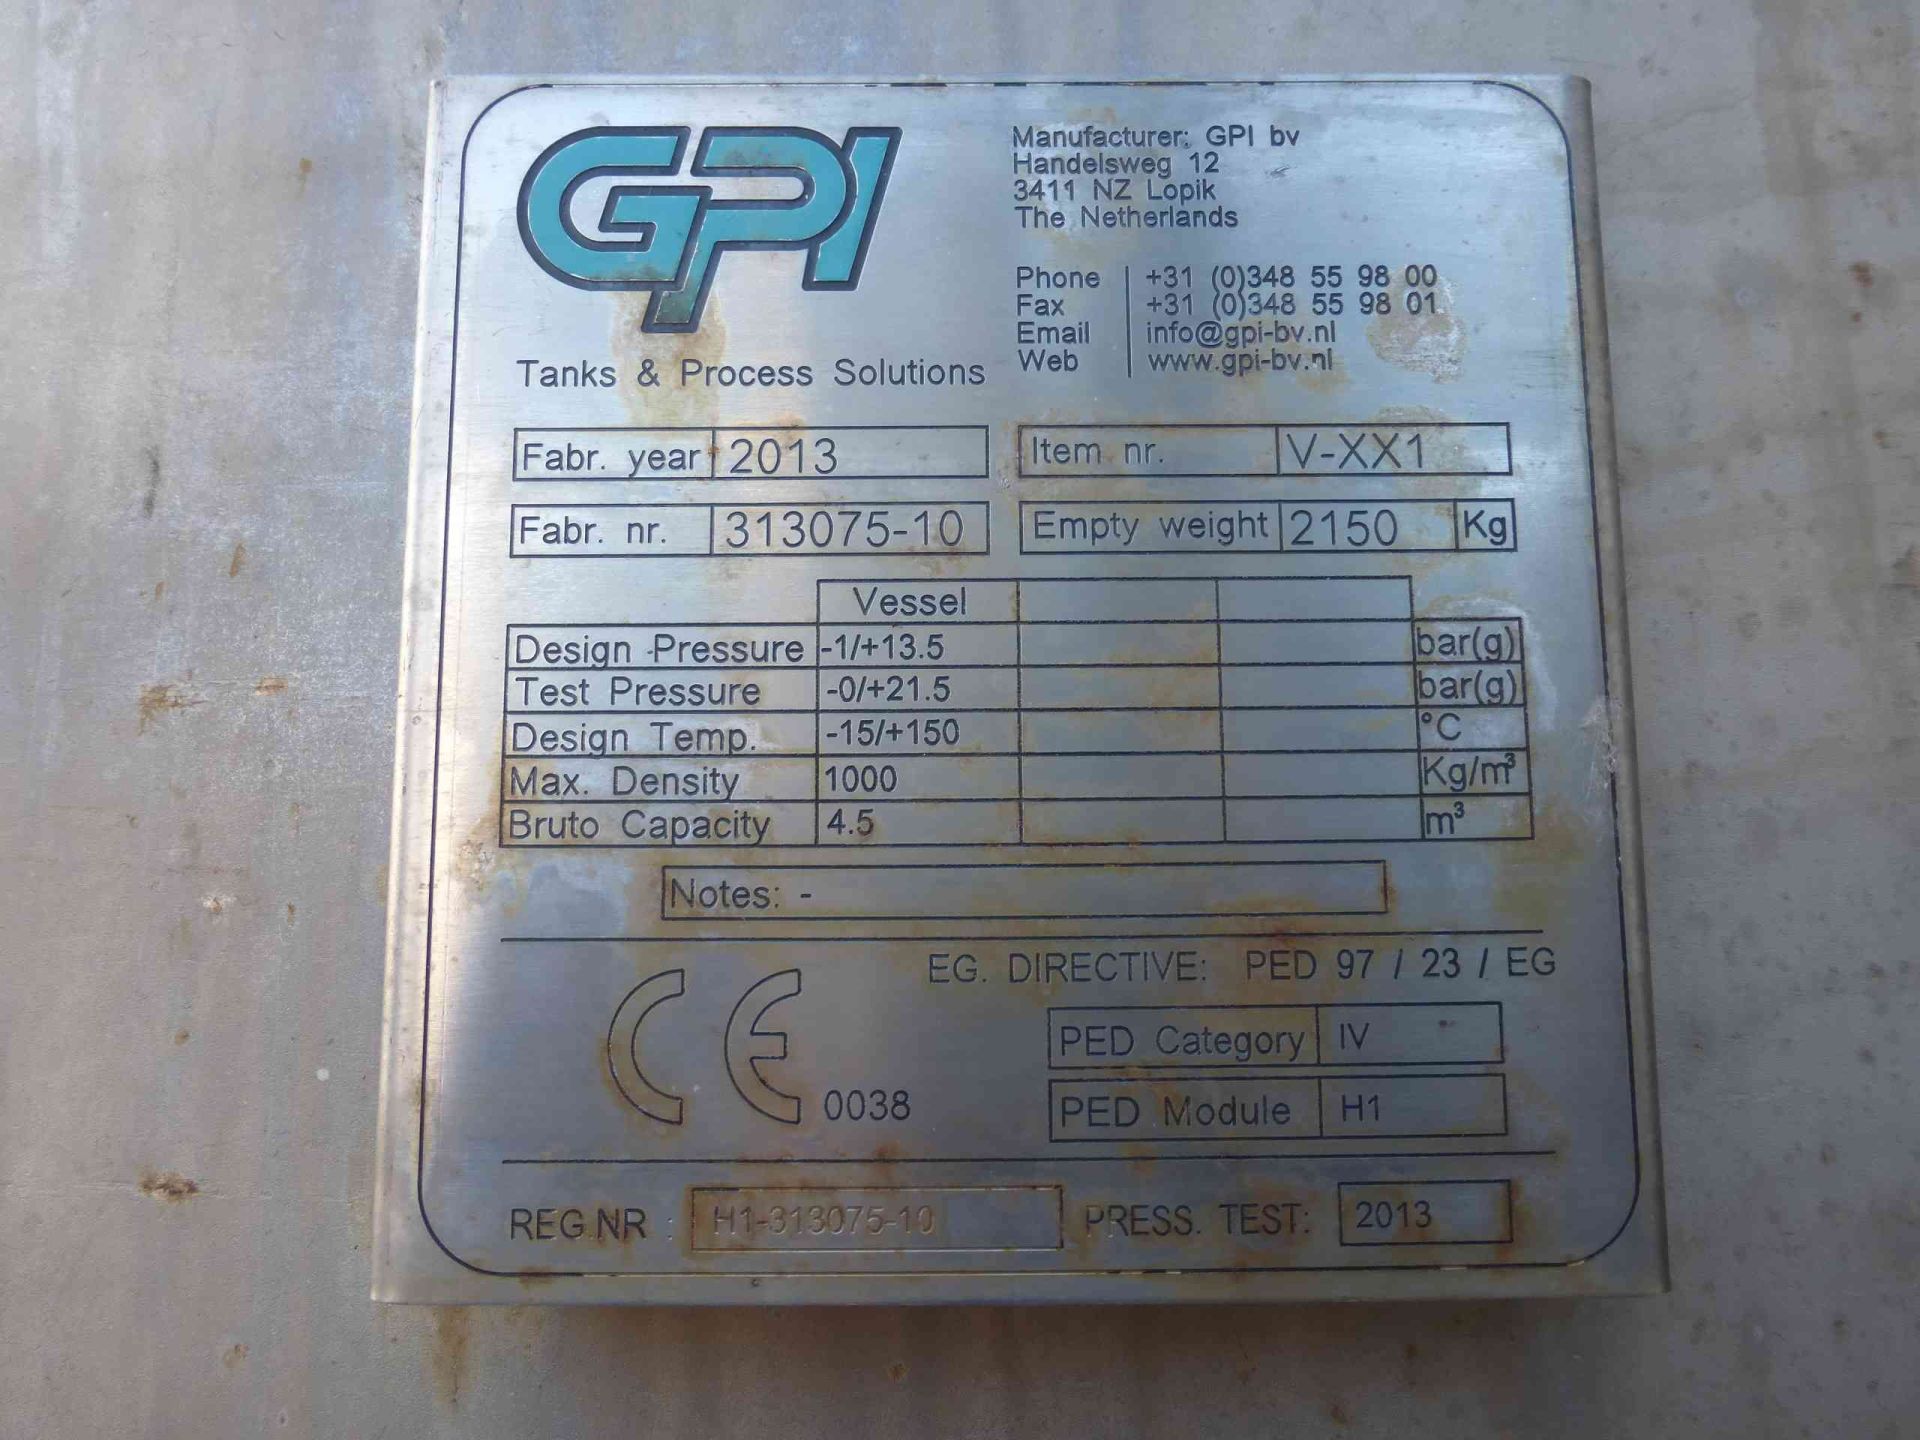 GPI
Tanks & Process Solutions
Manufacturer: GPI bv
Handelsweg 12
3411 NZ Lopik
The Netherlands
Phone +31 (0)348 55 98 00
Fax +31 (0)348 55 98 01
Email info@gpi-bv.nl
Web www.gpi-bv.nl
Fabr. year 2013 Item nr. V-XX1
Fabr. nr. 313075-10 Empty weight 2150 Kg
Vessel
Design Pressure -1/+13.5 bar(g)
Test Pressure -0/+21.5 bar(g)
Design Temp. -15/+150 °C
Max. Density 1000 Kg/m³
Bruto Capacity 4.5 m³
Notes: -
EG. DIRECTIVE: PED 97 / 23 / EG
CE 0038
PED Category IV
PED Module H1
REG.NR : H1-313075-10 PRESS. TEST: 2013